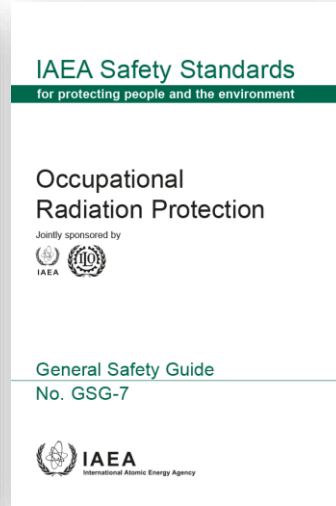 IAEA Safety Standards
for protecting people and the environment
Occupational
Radiation Protection
Jointly sponsored by
IAEA
ILO
General Safety Guide
No. GSG-7
IAEA
International Atomic Energy Agency